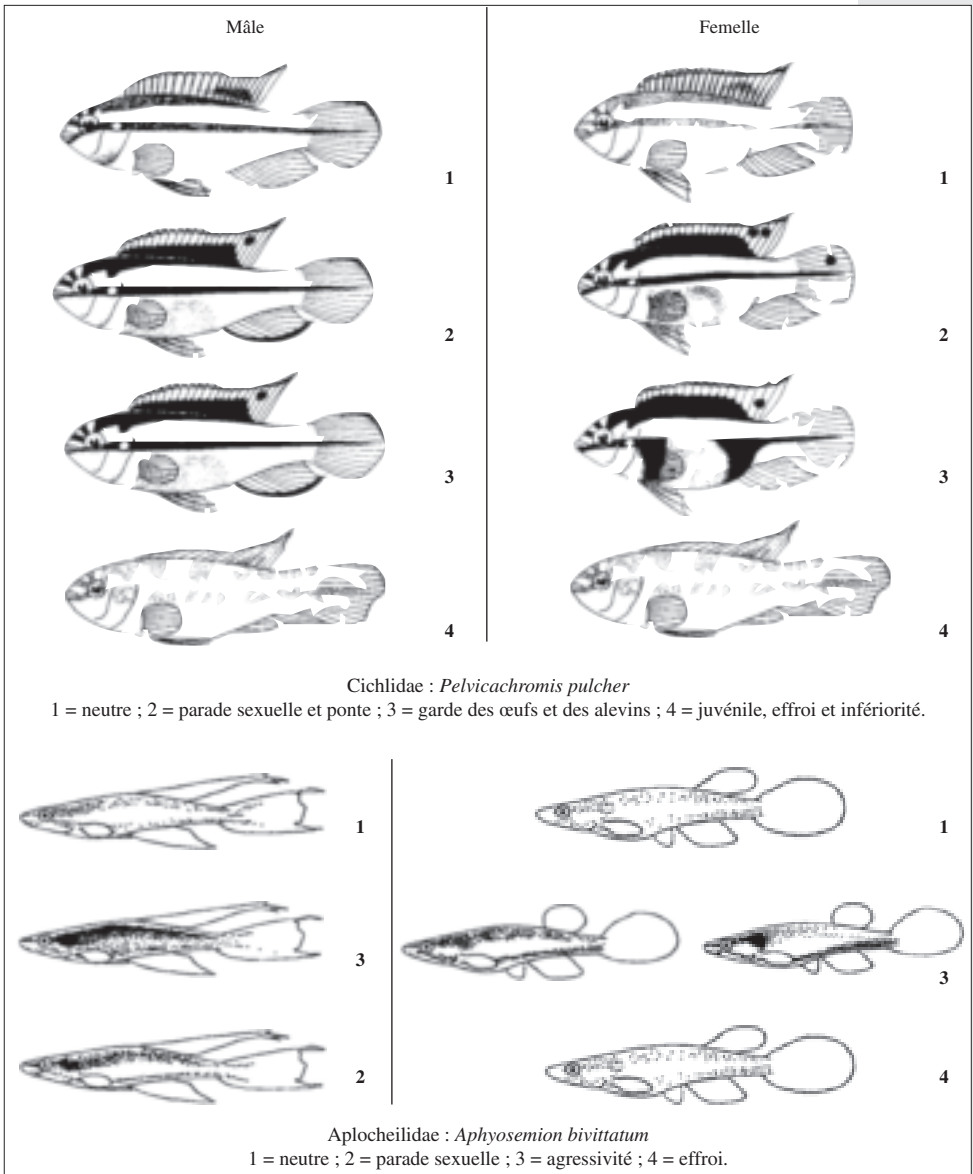 Mâle
Femelle
1
1
2
2
3
3
4
4
Cichlidae : Pelvicachromis pulcher
1 = neutre ; 2 = parade sexuelle et ponte ; 3 = garde des œufs et des alevins ; 4 = juvénile, effroi et infériorité.
1
1
3
3
2
4
Aplocheilidae : Aphyosemion bivittatum
1 = neutre ; 2 = parade sexuelle ; 3 = agressivité ; 4 = effroi.